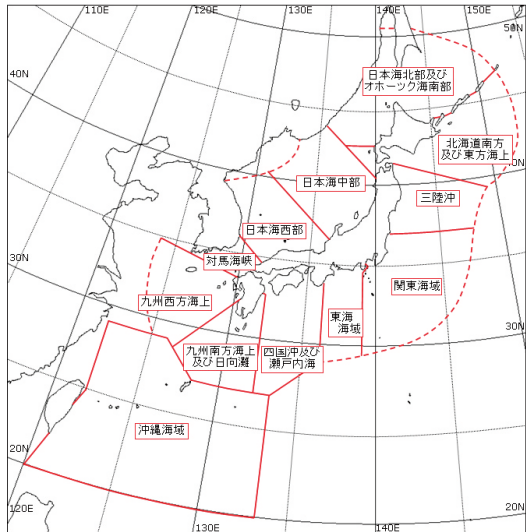 110E
120E
130E
140E
150E
50N
40N
日本海北部及び
オホーツク海南部
北海道南方
及び東方海上
40N
日本海中部
三陸沖
日本海西部
対馬海峡
30N
関東海域
九州西方海上
東海
海域
30N
九州南方海上
及び日向灘
四国沖及び
瀬戸内海
沖縄海域
20N
20N
120E
130E
140E